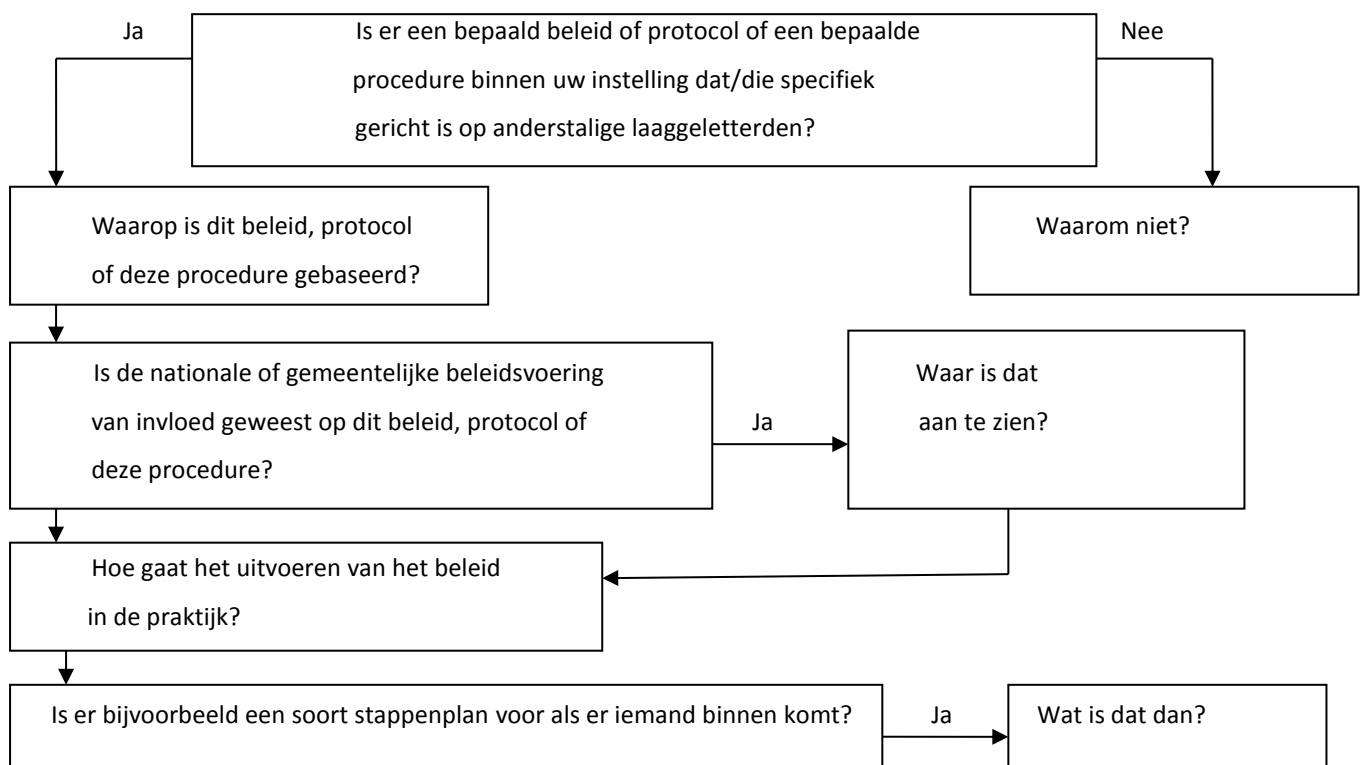 Ja
Is er een bepaald beleid of protocol of een bepaalde
procedure binnen uw instelling dat/die specifiek
gericht is op anderstalige laaggeletterden?
Nee
Waarop is dit beleid, protocol
of deze procedure gebaseerd?
Waarom niet?
Is de nationale of gemeentelijke beleidsvoering
van invloed geweest op dit beleid, protocol of
deze procedure?
Ja
Waar is dat
aan te zien?
Hoe gaat het uitvoeren van het beleid
in de praktijk?
Is er bijvoorbeeld een soort stappenplan voor als er iemand binnen komt?
Ja
Wat is dat dan?